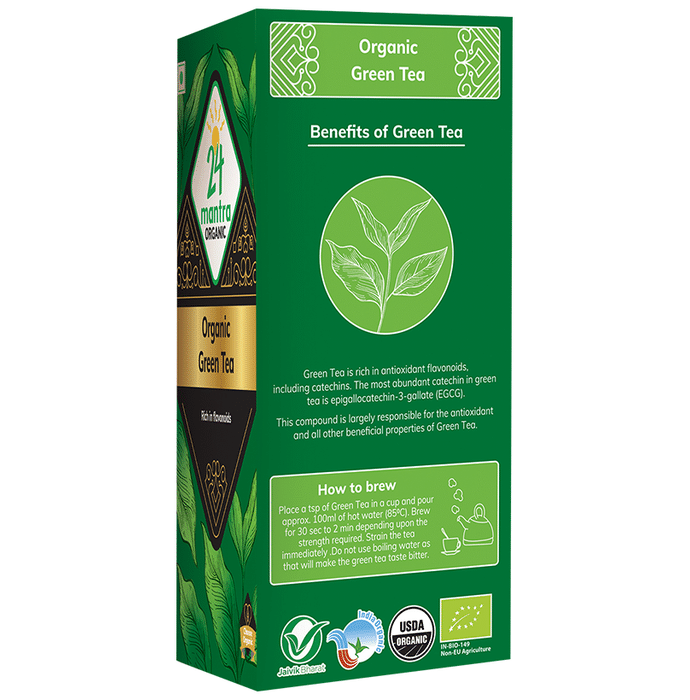 24
mantra
ORGANIC
Organic
Green Tea
Rich in flavonoids
Organic
Green Tea
Benefits of Green Tea
Green Tea is rich in antioxidant flavonoids,
including catechins. The most abundant catechin in green
tea is epigallocatechin-3-gallate (EGCG).
This compound is largely responsible for the antioxidant
and all other beneficial properties of Green Tea.
How to brew
Place a tsp of Green Tea in a cup and pour
approx. 100ml of hot water (85ºC). Brew
for 30 sec to 2 min depending upon the
strength required. Strain the tea
immediately .Do not use boiling water as
that will make the green tea taste bitter.
JaivikBharat
India Organic
USDA
ORGANIC
IN-BIO-149
Non-EU Agriculture